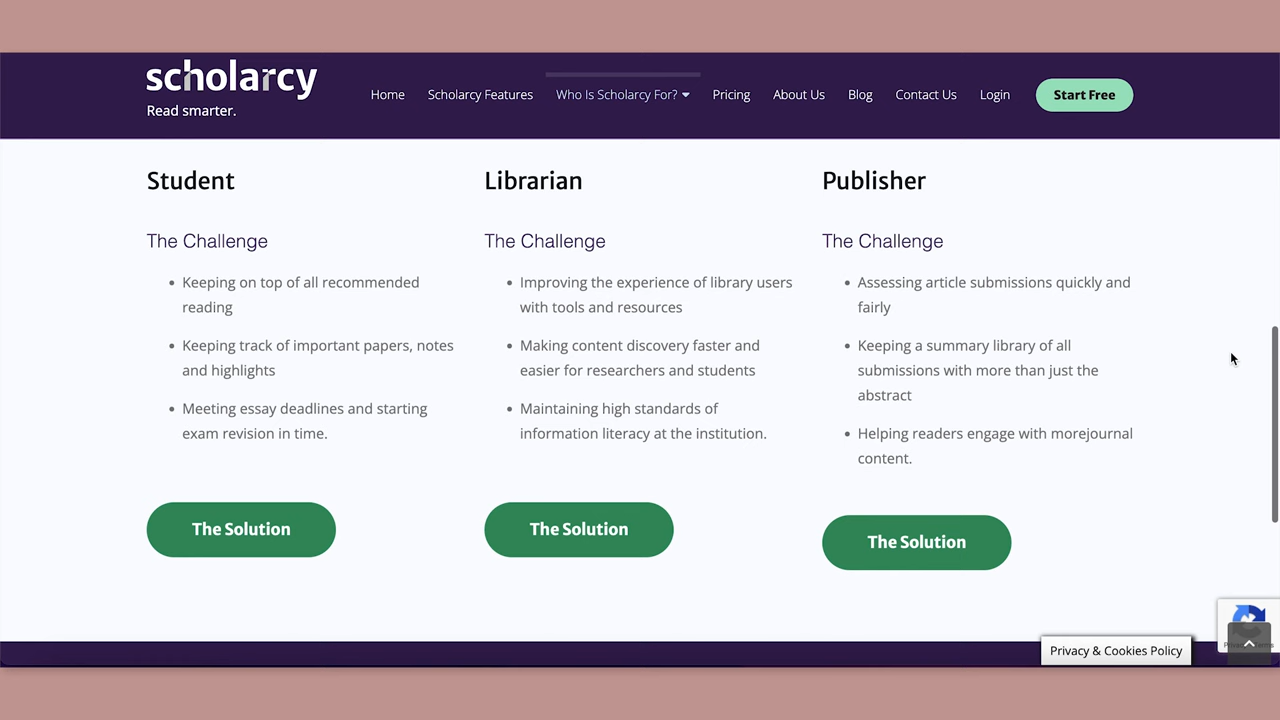 scholarcy
Read smarter.
Home
Scholarcy Features
Who Is Scholarcy For?
Pricing
About Us
Blog
Contact Us
Login
Start Free
Student
The Challenge
• Keeping on top of all recommended
reading
• Keeping track of important papers, notes
and highlights
• Meeting essay deadlines and starting
exam revision in time.
The Solution
Librarian
The Challenge
• Improving the experience of library users
with tools and resources
• Making content discovery faster and
easier for researchers and students
• Maintaining high standards of
information literacy at the institution.
The Solution
Publisher
The Challenge
• Assessing article submissions quickly and
fairly
• Keeping a summary library of all
submissions with more than just the
abstract
• Helping readers engage with morejournal
content.
The Solution
Privacy & Cookies Policy